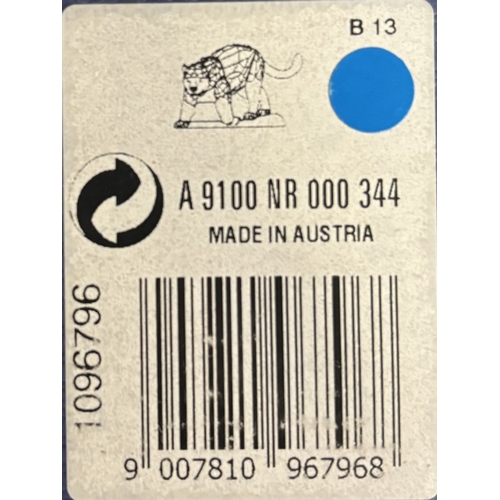 B 13
A 9100 NR 000 344
MADE IN AUSTRIA
1096796
9 007810 967968